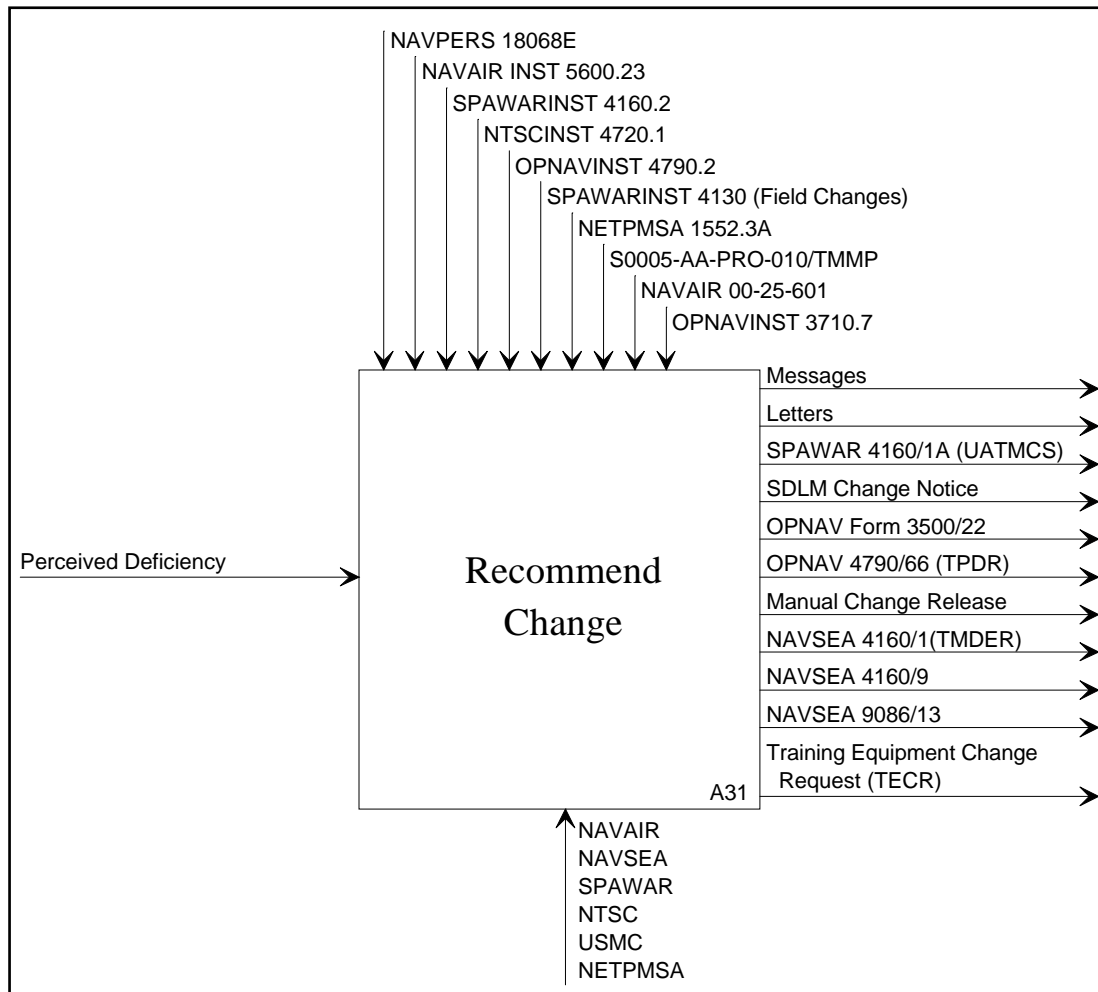 NAVPERS 18068E
NAVAIR INST 5600.23
SPAWARINST 4160.2
NTSCINST 4720.1
OPNAVINST 4790.2
SPAWARINST 4130 (Field Changes)
NETPMSA 1552.3A
S0005-AA-PRO-010/TMMP
NAVAIR 00-25-601
OPNAVINST 3710.7
Perceived Deficiency
Recommend
Change
A31
Messages
Letters
SPAWAR 4160/1A (UATMCS)
SDLM Change Notice
OPNAV Form 3500/22
OPNAV 4790/66 (TPDR)
Manual Change Release
NAVSEA 4160/1(TMDER)
NAVSEA 4160/9
NAVSEA 9086/13
Training Equipment Change
Request (TECR)
NAVAIR
NAVSEA
SPAWAR
NTSC
USMC
NETPMSA